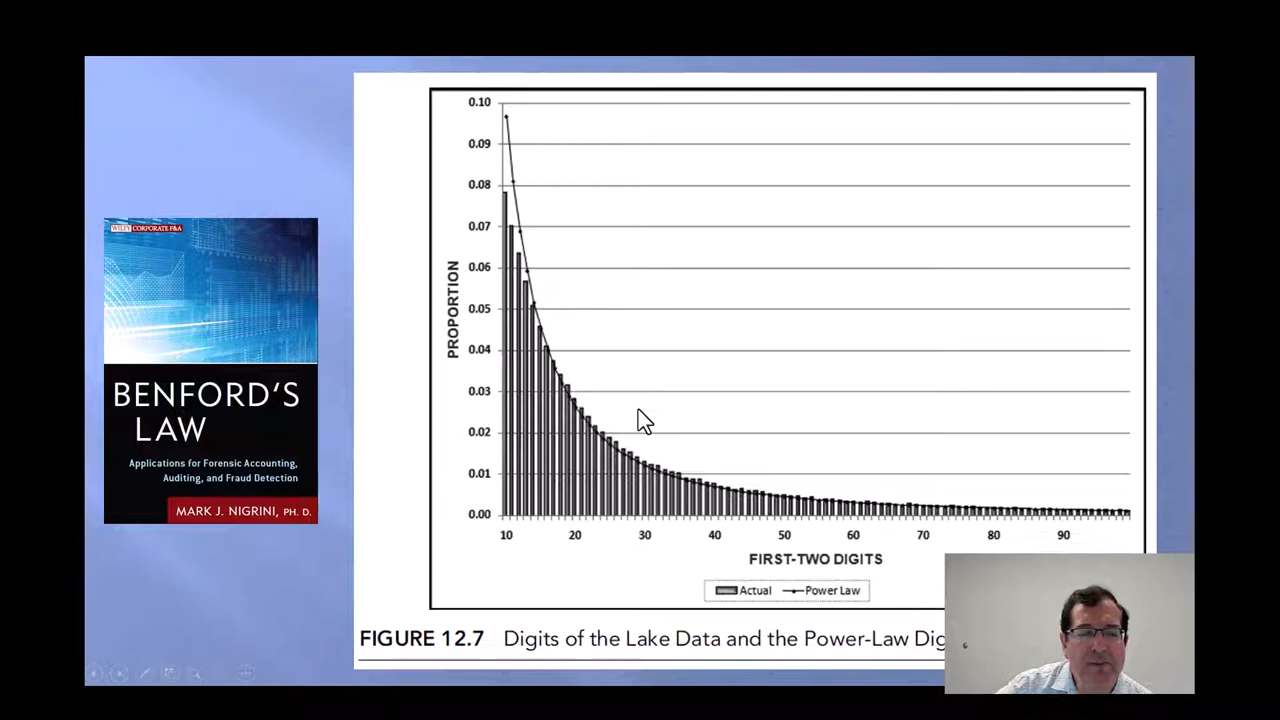 WILEY CORPORATE F&A
BENFORD'S
LAW
Applications for Forensic Accounting,
Auditing, and Fraud Detection
MARK J. NIGRINI, PH. D.
PROPORTION
0.10
0.09
0.08
0.07
0.06
0.05
0.04
0.03
0.02
0.01
0.00
10 20 30 40 50 60 70 80 90
FIRST-TWO DIGITS
Actual Power Law
FIGURE 12.7 Digits of the Lake Data and the Power-Law Dig